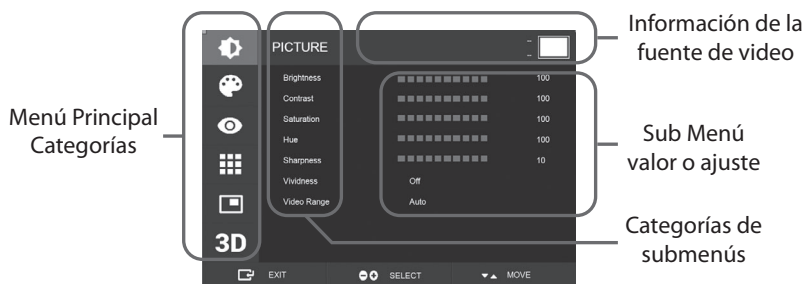 Información de la
fuente de video
PICTURE
Brightness 100
Contrast 100
Saturation 100
Hue 100
Sharpness 10
Vividness Off
Video Range Auto
3D
EXIT SELECT MOVE
Menú Principal
Categorías
Sub Menú
valor o ajuste
Categorías de
submenús